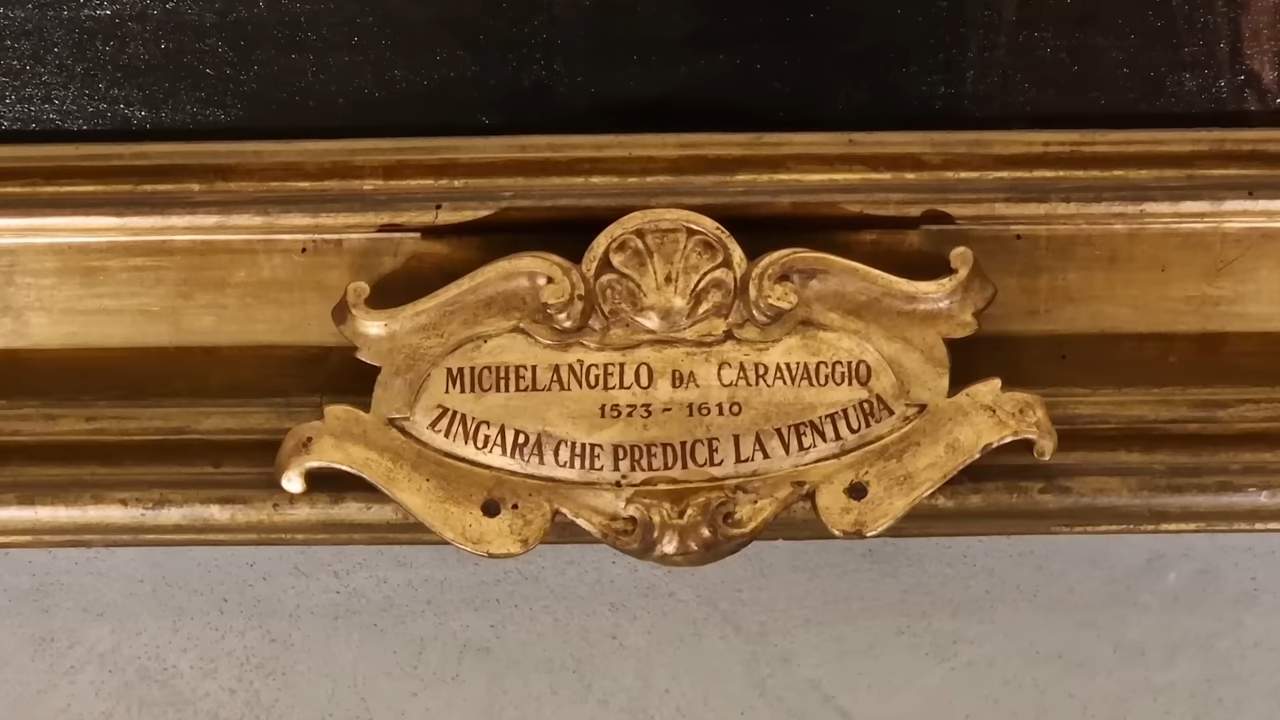 MICHELANGELO DA CARAVAGGIO
1573 - 1610
ZINGARA CHE PREDICE LA VENTURA